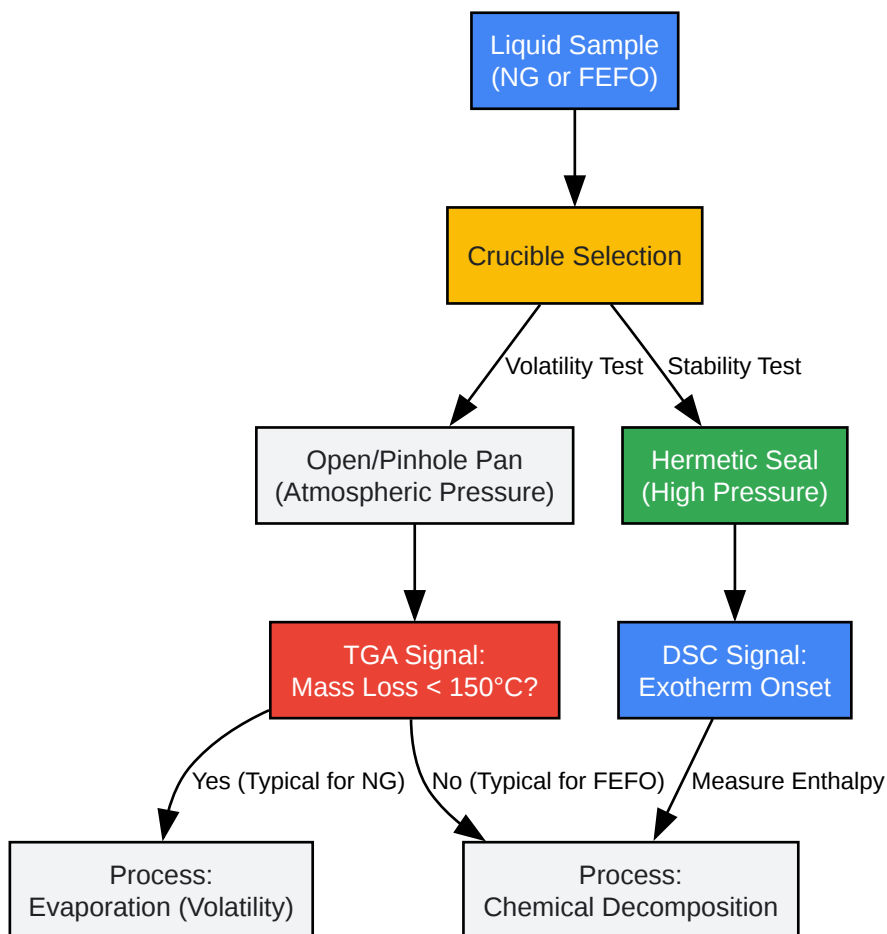 Liquid Sample
(NG or FEFO)
Crucible Selection
Volatility Test
Stability Test
Open/Pinhole Pan
(Atmospheric Pressure)
Hermetic Seal
(High Pressure)
TGA Signal:
Mass Loss < 150°C?
DSC Signal:
Exotherm Onset
Yes (Typical for NG)
No (Typical for FEFO)
Measure Enthalpy
Process:
Evaporation (Volatility)
Process:
Chemical Decomposition